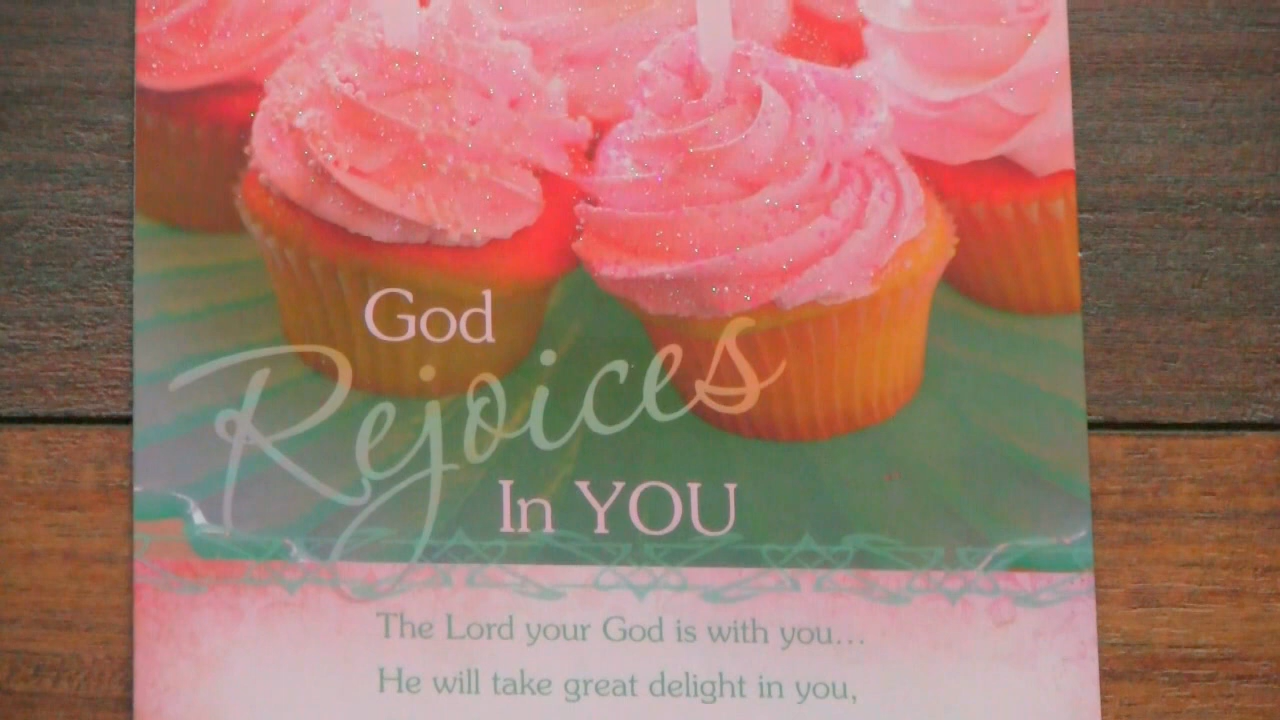 God
Rejoices
In YOU
The Lord your God is with you...
He will take great delight in you,